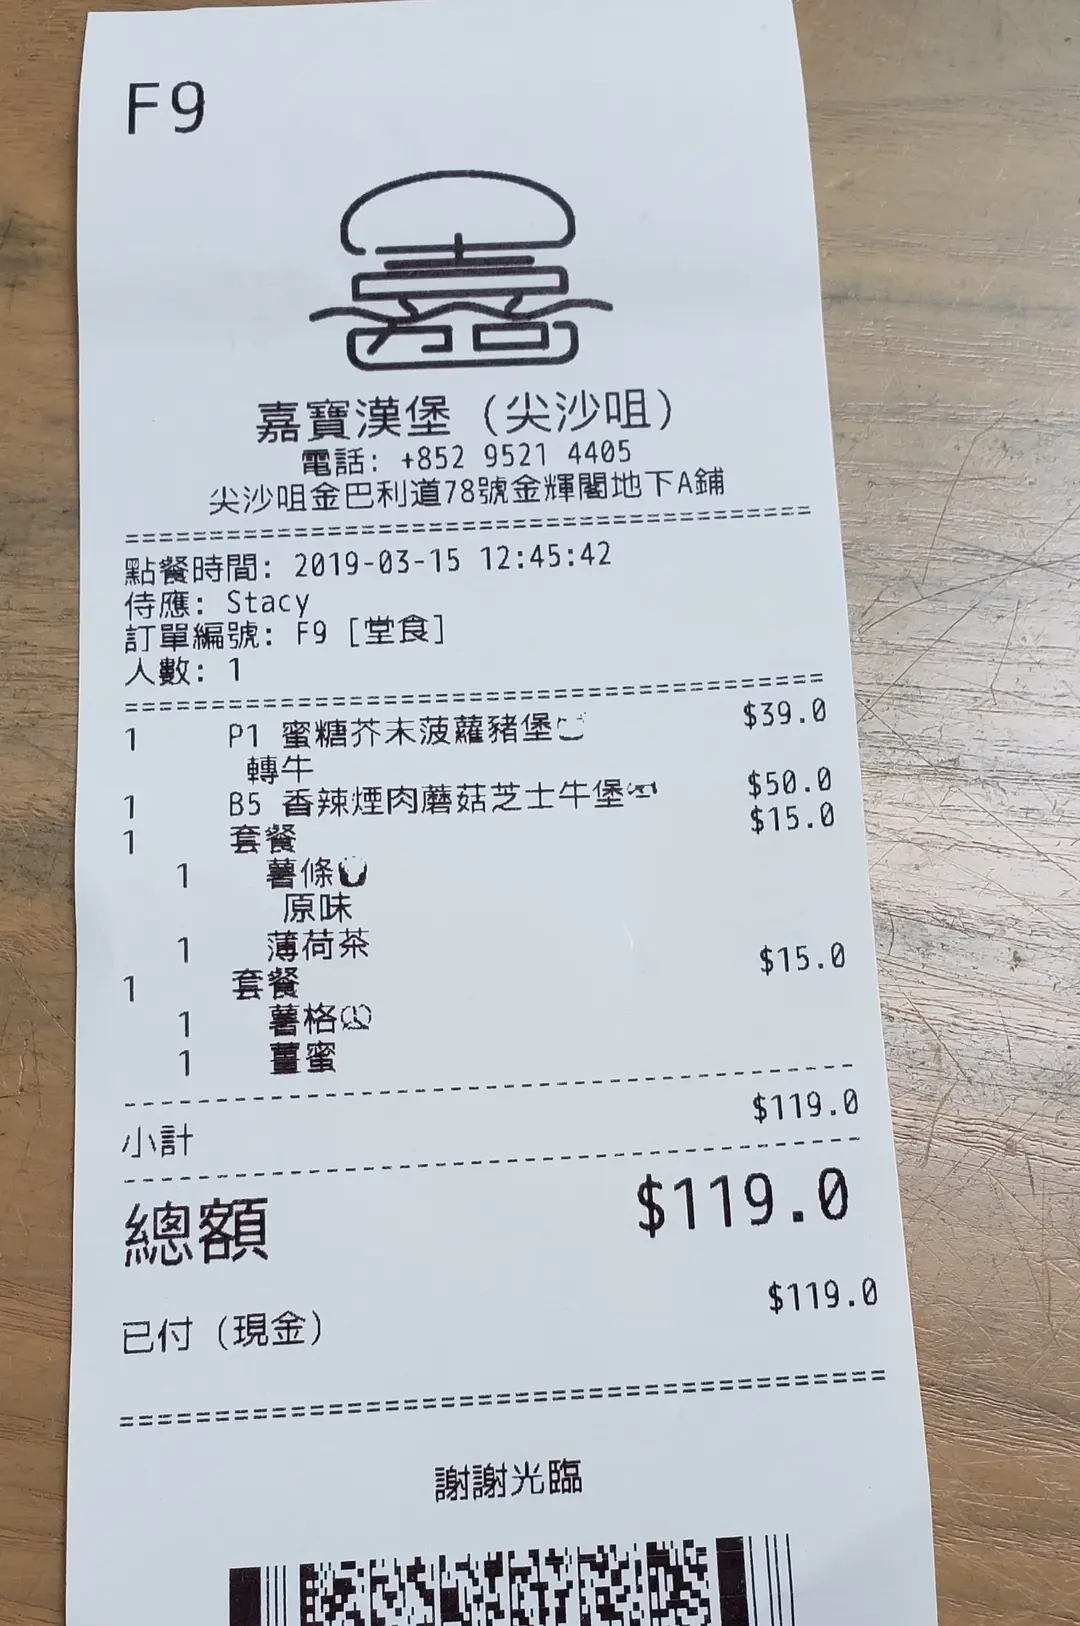 F9
嘉寶漢堡 (尖沙咀)
電話: +852 9521 4405
尖沙咀金巴利道78號金輝閣地下A鋪
========================================
點餐時間: 2019-03-15 12:45:42
侍應: Stacy
訂單編號: F9 [堂食]
人數: 1
========================================
1 P1 蜜糖芥末菠蘿豬堡 $39.0
轉牛
1 B5 香辣煙肉蘑菇芝士牛堡 $50.0
1 套餐 $15.0
1 薯條
原味
1 薄荷茶
1 套餐 $15.0
1 薯格
1 薑蜜
----------------------------------------
小計 $119.0
----------------------------------------
總額 $119.0
已付 (現金) $119.0
========================================
謝謝光臨